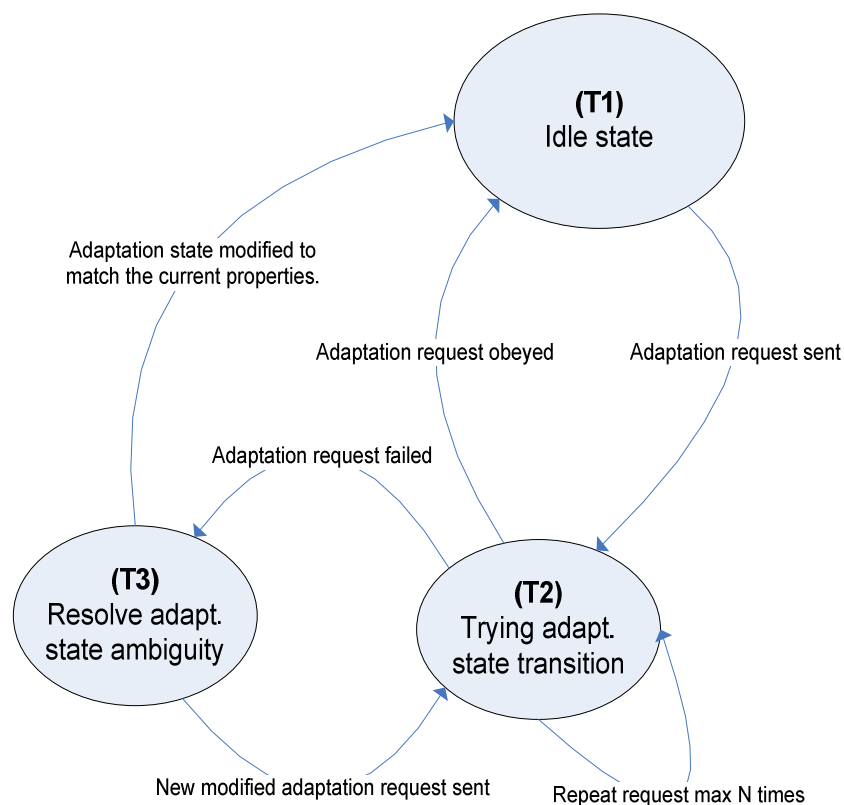 (T1)
Idle state
Adaptation state modified to
match the current properties.
Adaptation request obeyed
Adaptation request sent
Adaptation request failed
(T3)
Resolve adapt.
state ambiguity
(T2)
Trying adapt.
state transition
New modified adaptation request sent
Repeat request max N times